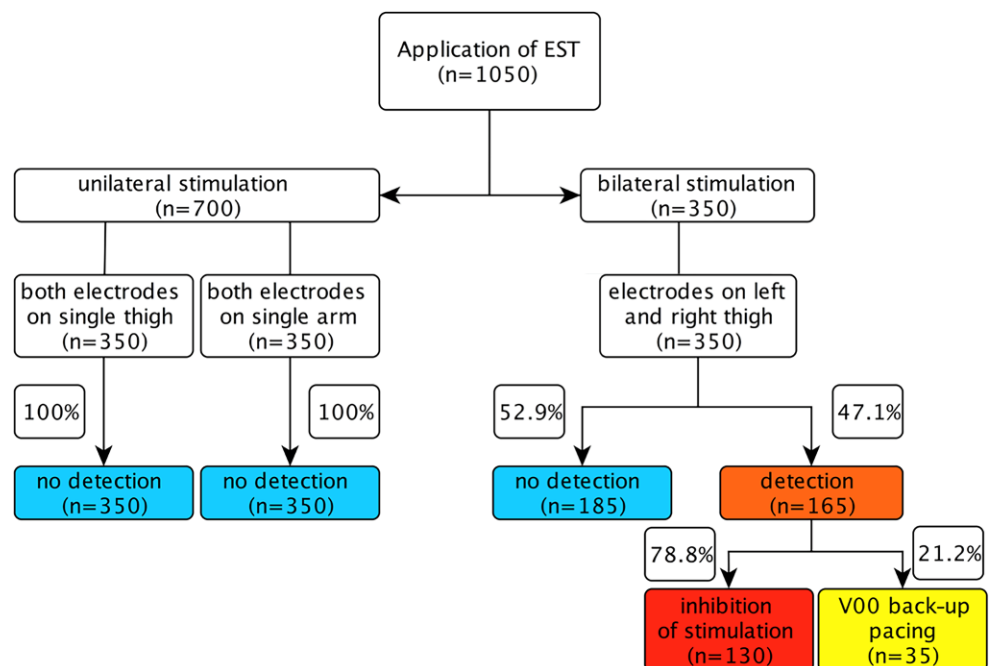 Application of EST
(n=1050)
unilateral stimulation
(n=700)
bilateral stimulation
(n=350)
both electrodes
on single thigh
(n=350)
both electrodes
on single arm
(n=350)
electrodes on left
and right thigh
(n=350)
100%
100%
52.9%
47.1%
no detection
(n=350)
no detection
(n=350)
no detection
(n=185)
detection
(n=165)
78.8%
21.2%
inhibition
of stimulation
(n=130)
V00 back-up
pacing
(n=35)